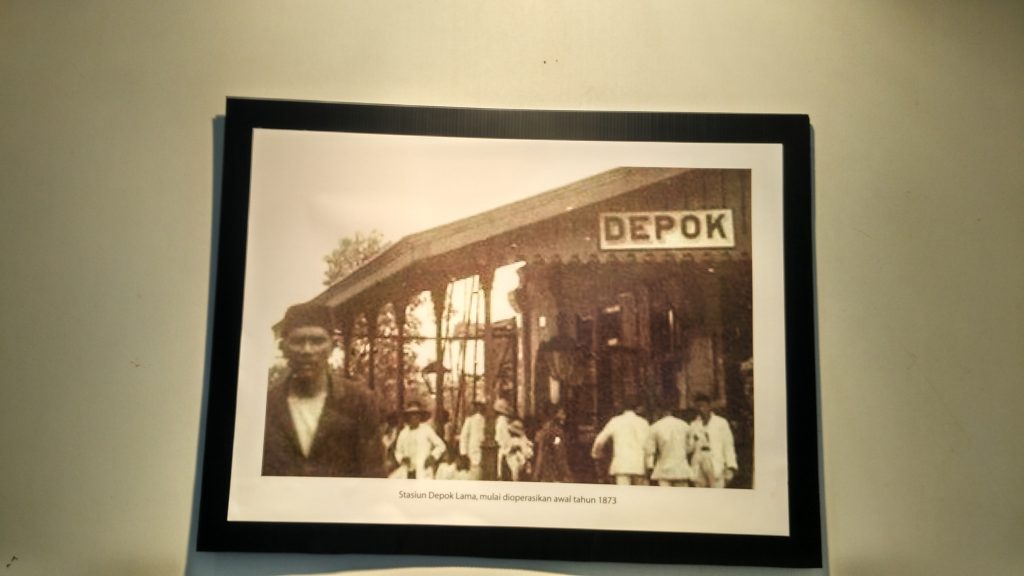 DEPOK
Stasiun Depok Lama, mulai dioperasikan awal tahun 1873